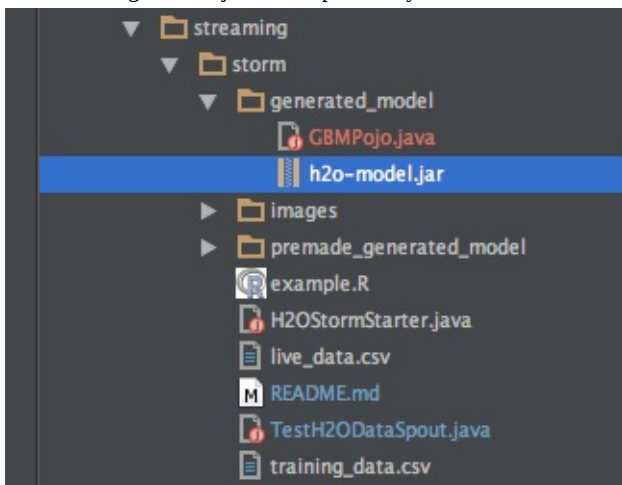 streaming
storm
generated_model
GBMPojo.java
h2o-model.jar
images
premade_generated_model
example.R
H2OStormStarter.java
live_data.csv
README.md
TestH2ODataSpout.java
training_data.csv